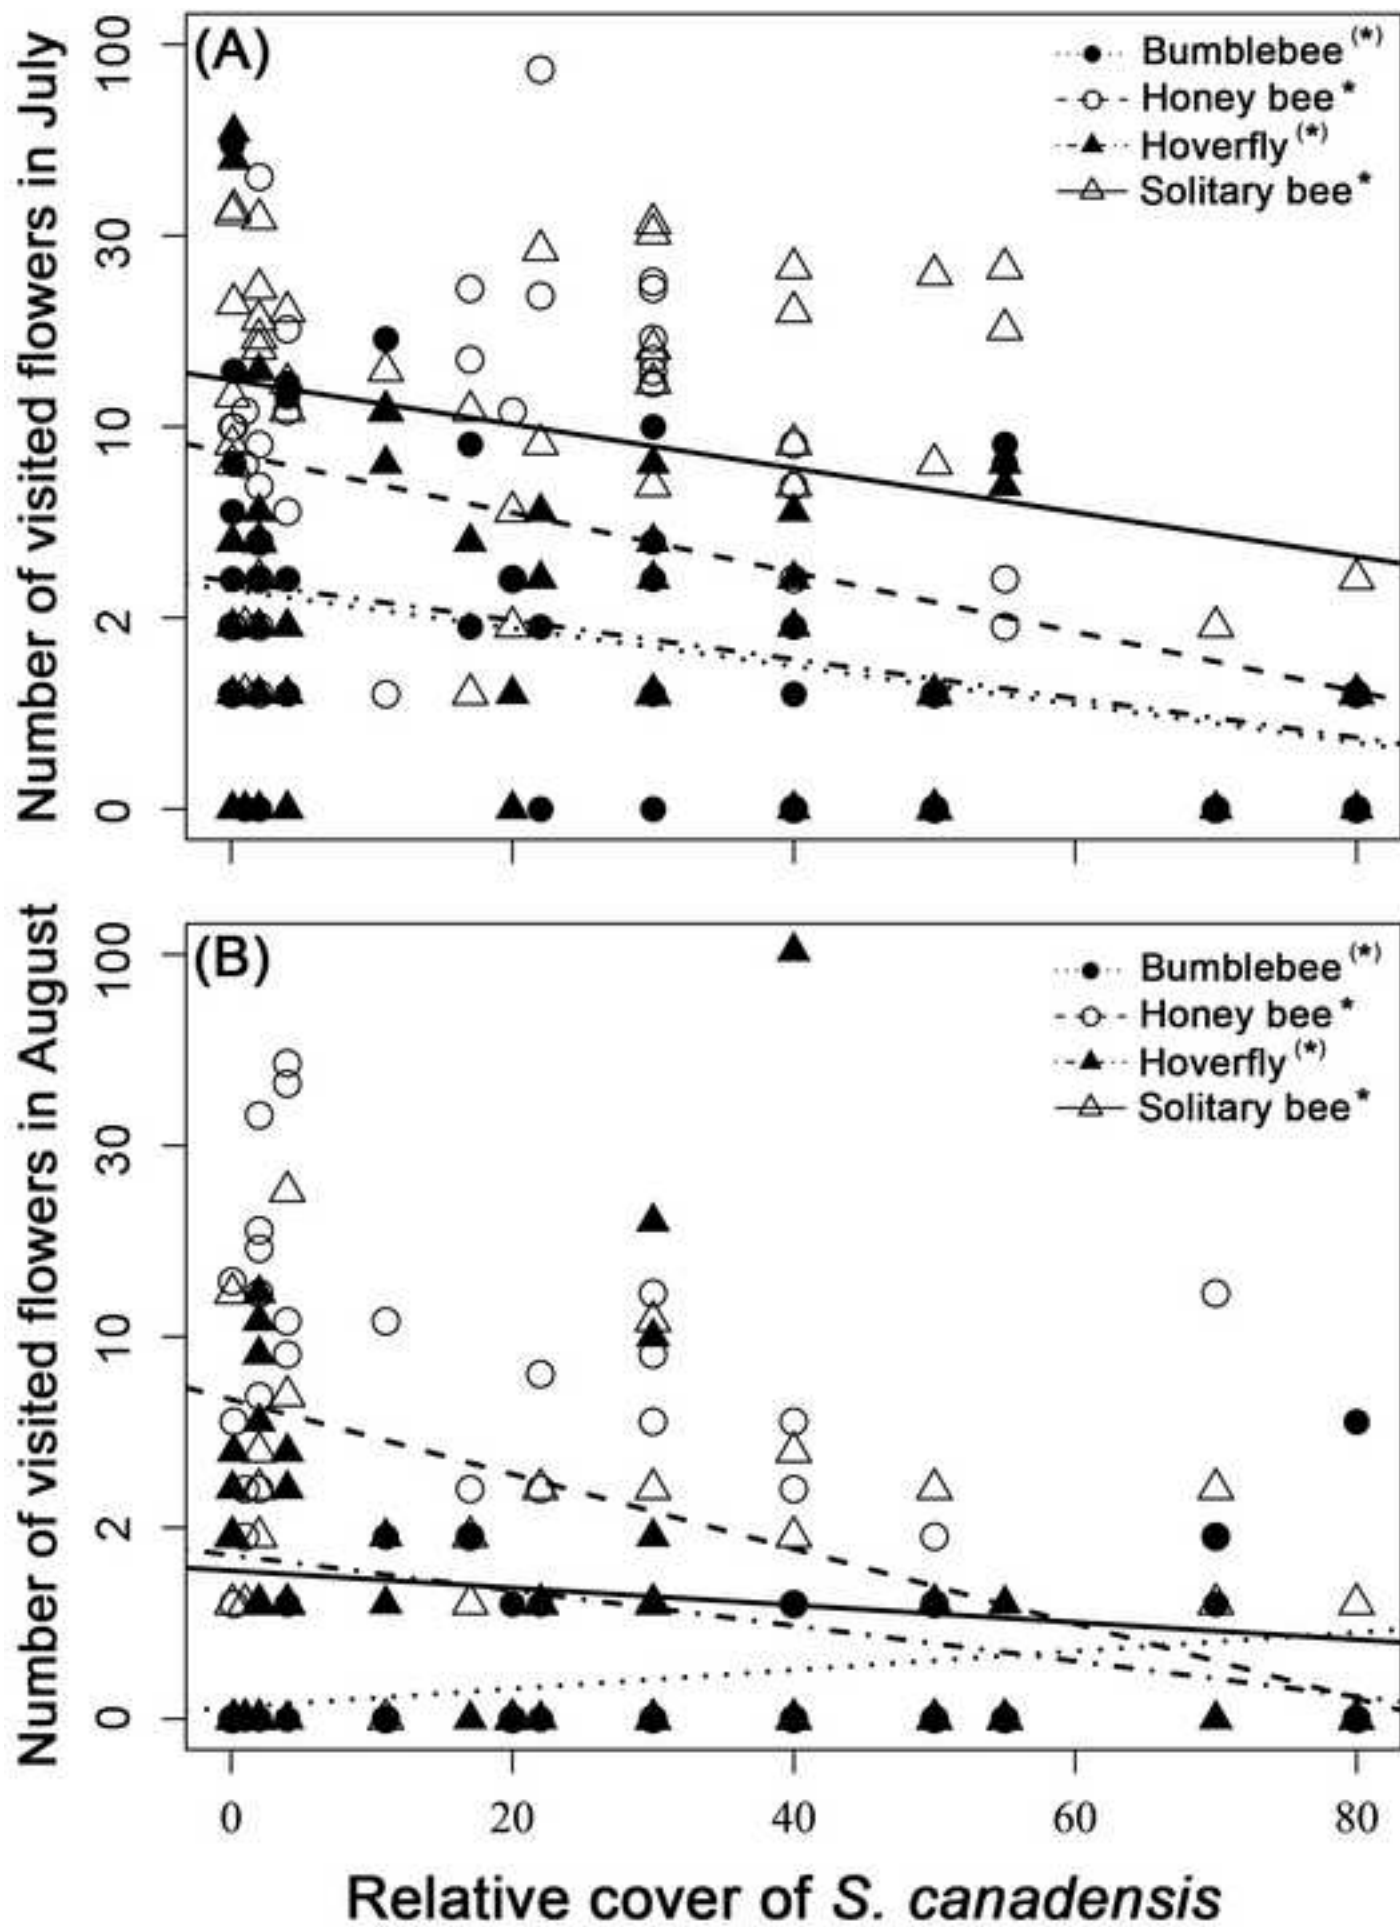 (A)
Bumblebee (*)
Honey bee *
Hoverfly (*)
Solitary bee *
Number of visited flowers in July
100
30
10
2
0
(B)
Bumblebee (*)
Honey bee *
Hoverfly (*)
Solitary bee *
Number of visited flowers in August
100
30
10
2
0
0 20 40 60 80
Relative cover of S. canadensis